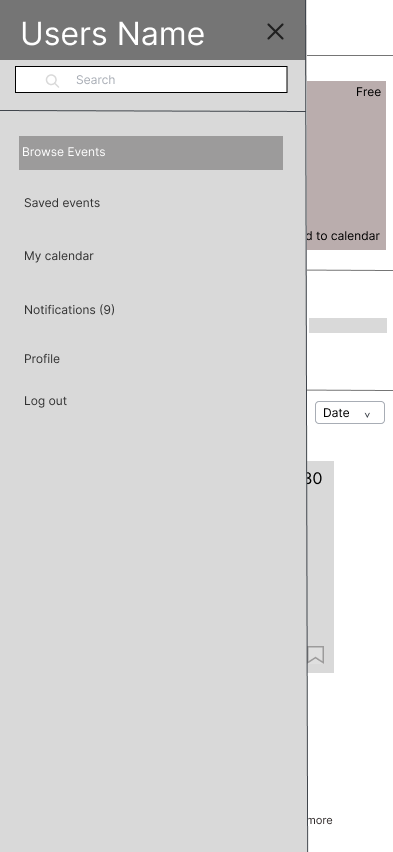 Users Name
Search
Free
Browse Events
Saved events
to calendar
My calendar
Notifications (9)
Profile
Log out
Date
30
more